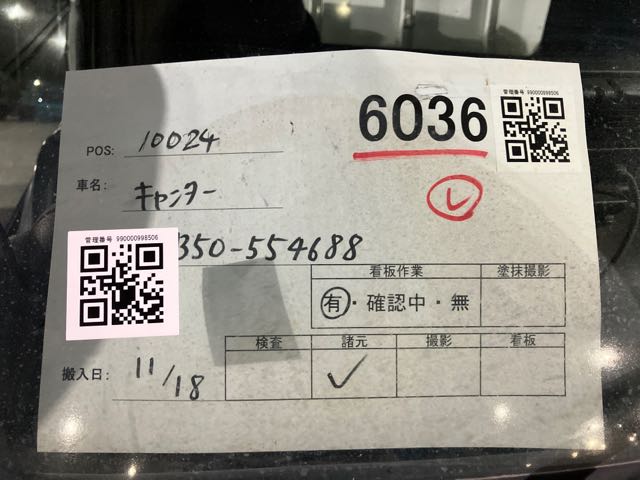 管理番号 990000998506
6036
POS: 10024
車名: キャンター
レ
350-554688
管理番号 990000998506
看板作業
塗抹撮影
有・確認中・無
検査 諸元 撮影 看板
搬入日: 11/18
✓